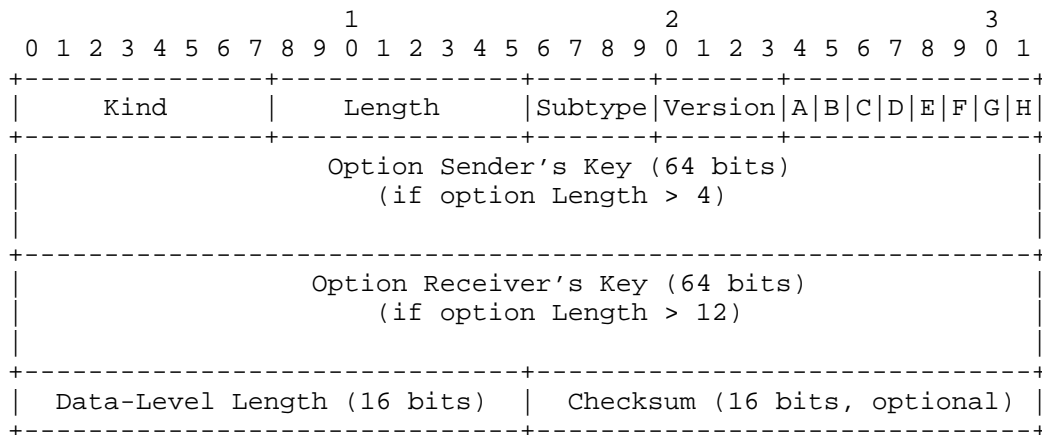 1                   2                   3
 0 1 2 3 4 5 6 7 8 9 0 1 2 3 4 5 6 7 8 9 0 1 2 3 4 5 6 7 8 9 0 1
+---------------+---------------+-------+-------+---------------+
|     Kind      |    Length     |Subtype|Version|A|B|C|D|E|F|G|H|
+---------------+---------------+-------+-------+---------------+
|                   Option Sender’s Key (64 bits)               |
|                      (if option Length > 4)                   |
|                                                               |
+---------------------------------------------------------------+
|                  Option Receiver’s Key (64 bits)              |
|                      (if option Length > 12)                  |
|                                                               |
+-------------------------------+-------------------------------+
|  Data-Level Length (16 bits)  |  Checksum (16 bits, optional) |
+-------------------------------+-------------------------------+